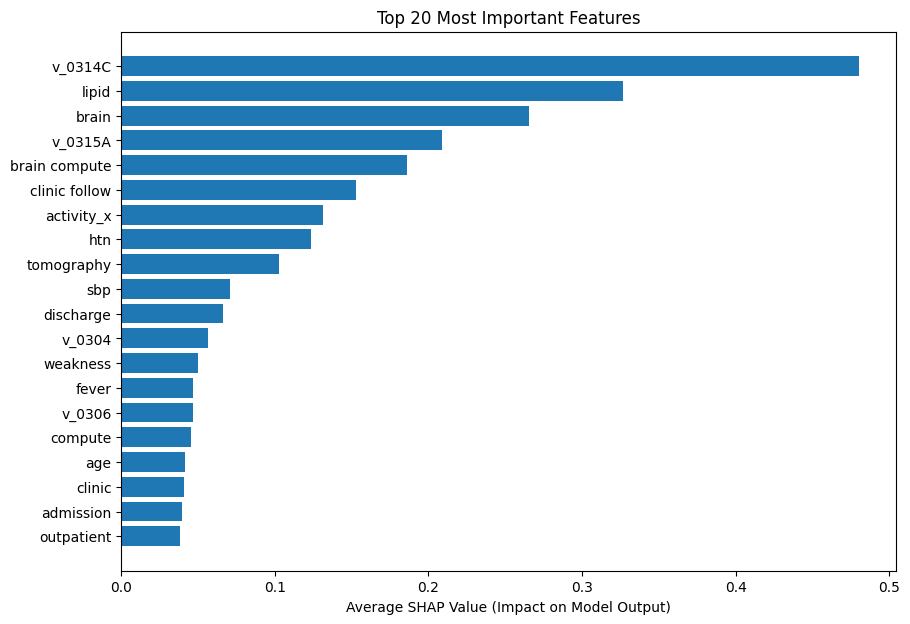 Top 20 Most Important Features
v_0314C
lipid
brain
v_0315A
brain compute
clinic follow
activity_x
htn
tomography
sbp
discharge
v_0304
weakness
fever
v_0306
compute
age
clinic
admission
outpatient
0.0 0.1 0.2 0.3 0.4 0.5
Average SHAP Value (Impact on Model Output)